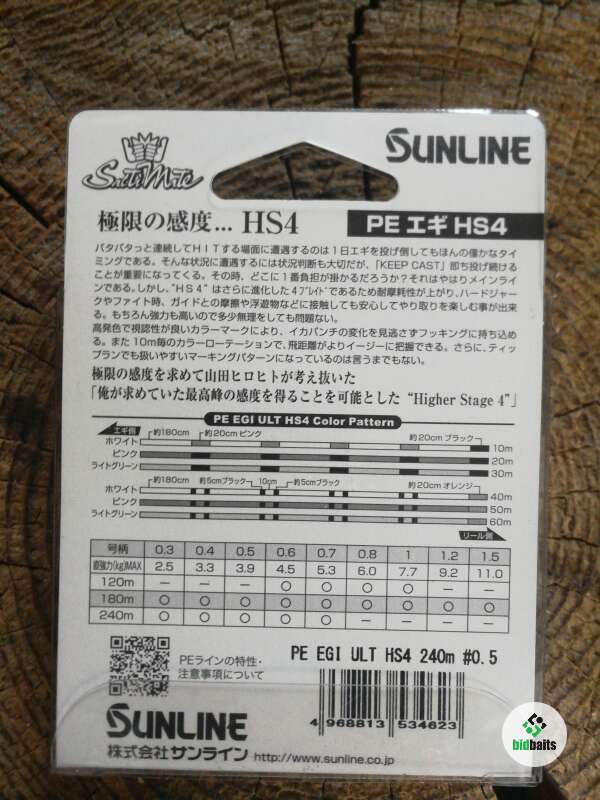 SaltiMate
SUNLINE
極限の感度... HS4
PE エギ HS4
バタバタっと連続してHITする場面に遭遇するのは1日エギを投げ倒してもほんの僅かなタイ
ミングである。そんな状況に遭遇するには状況判断も大切だが、「KEEP CAST」即ち投げ続ける
ことが重要になってくる。その時、どこに1番負担が掛かるだろうか?それはやはりメインライン
である。しかし、“HS4”はさらに進化した4ブレイドであるため耐摩耗性が上がり、ハードジャー
クやファイト時、ガイドとの摩擦や浮遊物などに接触しても安心してやり取りを楽しむ事が出来
る。もちろん強力も高いので多少無理をしても問題ない。
高発色で視認性が良いカラーマークにより、イカパンチの変化を見逃さずフッキングに持ち込め
る。また10m毎のカラーローテーションで、飛距離がよりイージーに把握できる。さらに、ティッ
プランでも扱いやすいマーキングパターンになっているのは言うまでもない。
極限の感度を求めて山田ヒロヒトが考え抜いた
「俺が求めていた最高峰の感度を得ることを可能とした “Higher Stage 4”」
PE EGI ULT HS4 Color Pattern
エギ側 約180cm 約20cmピンク 約20cmブラック
ホワイト 10m
ピンク 20m
ライトグリーン 30m
約180cm 約5cmブラック 10cm 約5cmブラック 約20cmオレンジ
ホワイト 40m
ピンク 50m
ライトグリーン 60m
リール側
号柄 0.3 0.4 0.5 0.6 0.7 0.8 1 1.2 1.5
直強力(kg)MAX 2.5 3.3 3.9 4.5 5.3 6.0 7.7 9.2 11.0
120m － － － ○ ○ ○ ○ － －
180m ○ ○ ○ ○ ○ ○ ○ ○ ○
240m ○ ○ ○ ○ ○ － － － －
PEラインの特性・
注意事項について
PE EGI ULT HS4 240m #0.5
4 968813 534623
SUNLINE
株式会社サンライン http://www.sunline.co.jp
bidbaits